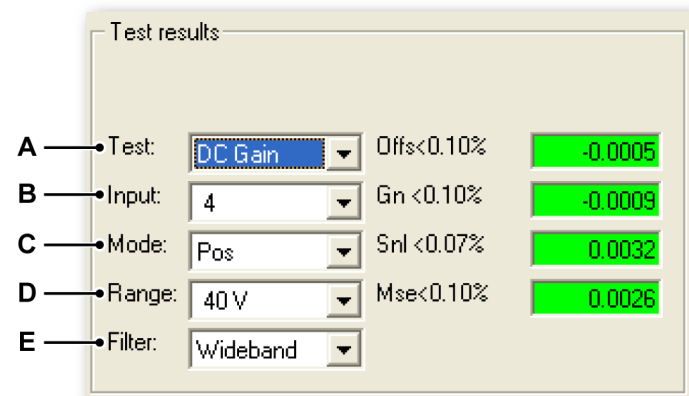 Test results
A Test: DC Gain Offs<0.10% -0.0005
B Input: 4 Gn <0.10% -0.0009
C Mode: Pos Snl <0.07% 0.0032
D Range: 40 V Mse<0.10% 0.0026
E Filter: Wideband